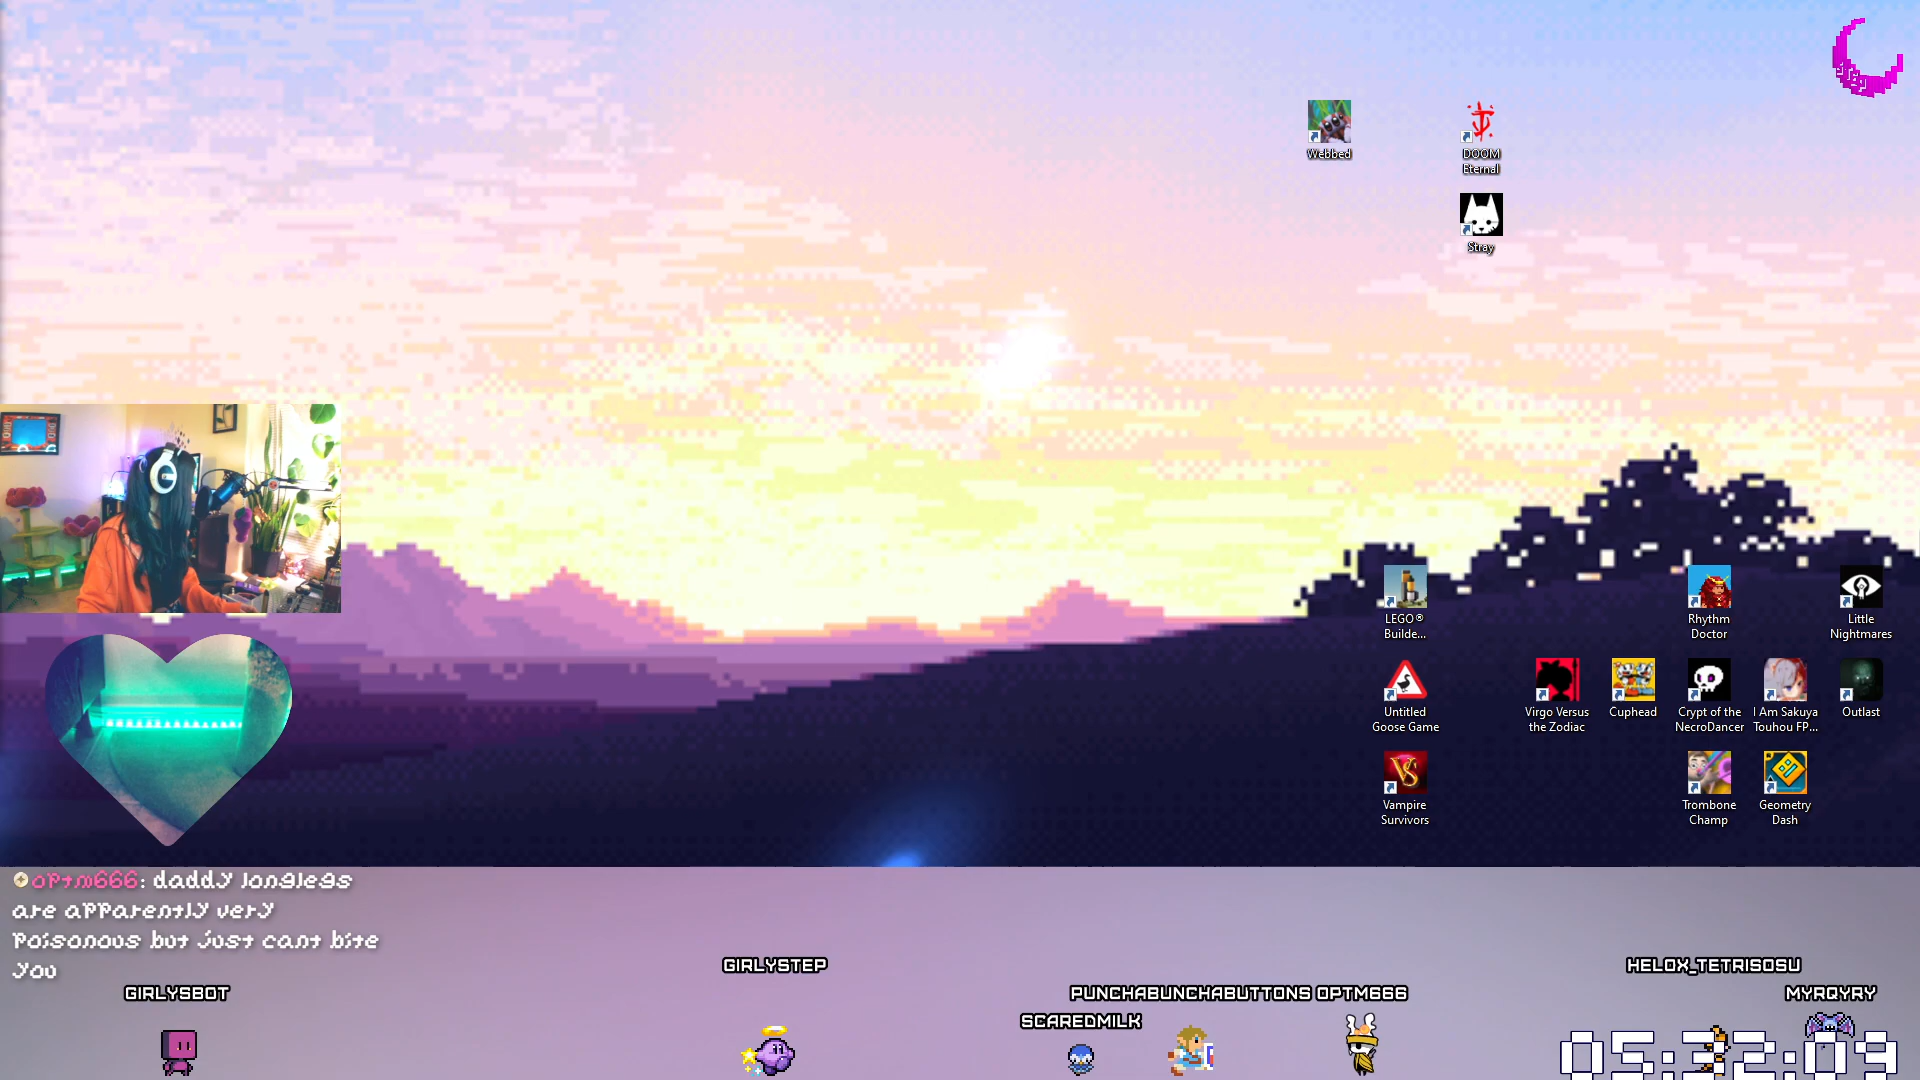 Webbed
DOOM
Eternal
Stray
LEGO®
Builde...
Rhythm
Doctor
Little
Nightmares
Untitled
Goose Game
Virgo Versus
the Zodiac
Cuphead
Crypt of the
NecroDancer
I Am Sakuya
Touhou FP...
Outlast
Vampire
Survivors
Trombone
Champ
Geometry
Dash
optm666: daddy longlegs
are apparently very
poisonous but just cant bite
you
GIRLYSBOT
GIRLYSTEP
PUNCHABUNCHABUTTONS OPTM666
SCAREDMILK
HELOX_TETRISOSU
MYRQYRY
05:32:09